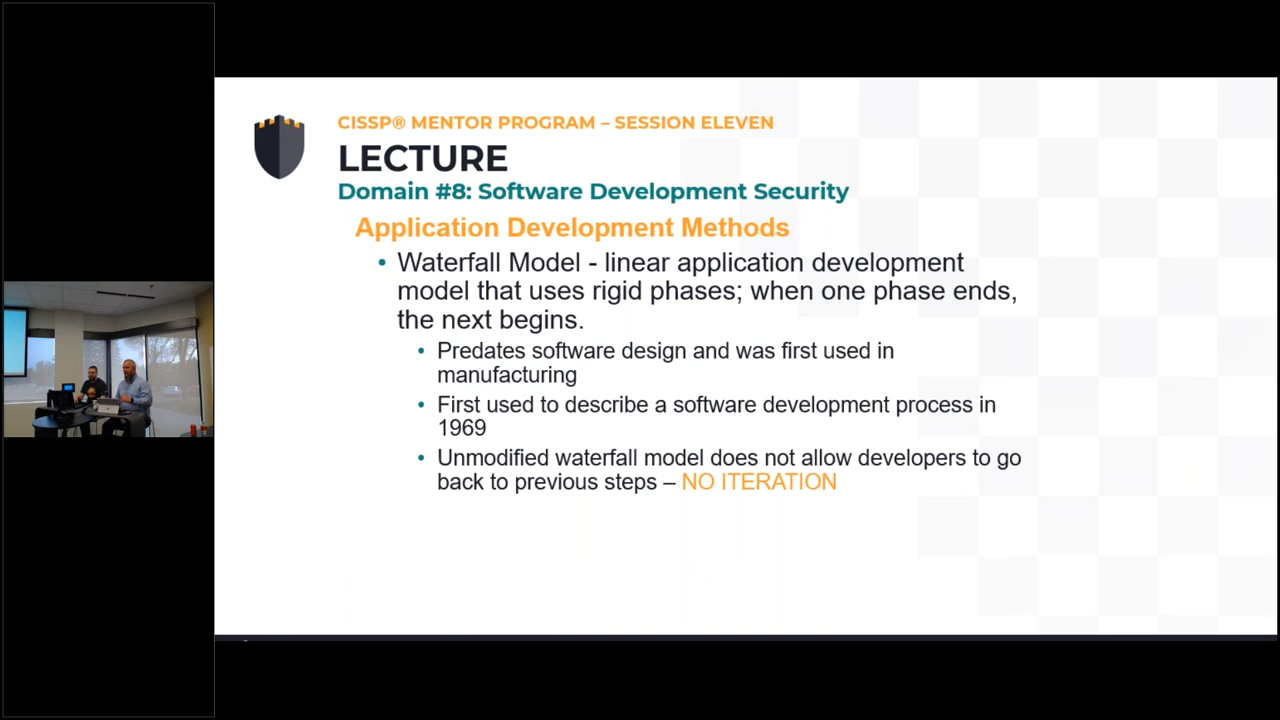 CISSP® MENTOR PROGRAM – SESSION ELEVEN
LECTURE
Domain #8: Software Development Security
Application Development Methods
• Waterfall Model - linear application development
model that uses rigid phases; when one phase ends,
the next begins.
• Predates software design and was first used in
manufacturing
• First used to describe a software development process in
1969
• Unmodified waterfall model does not allow developers to go
back to previous steps – NO ITERATION